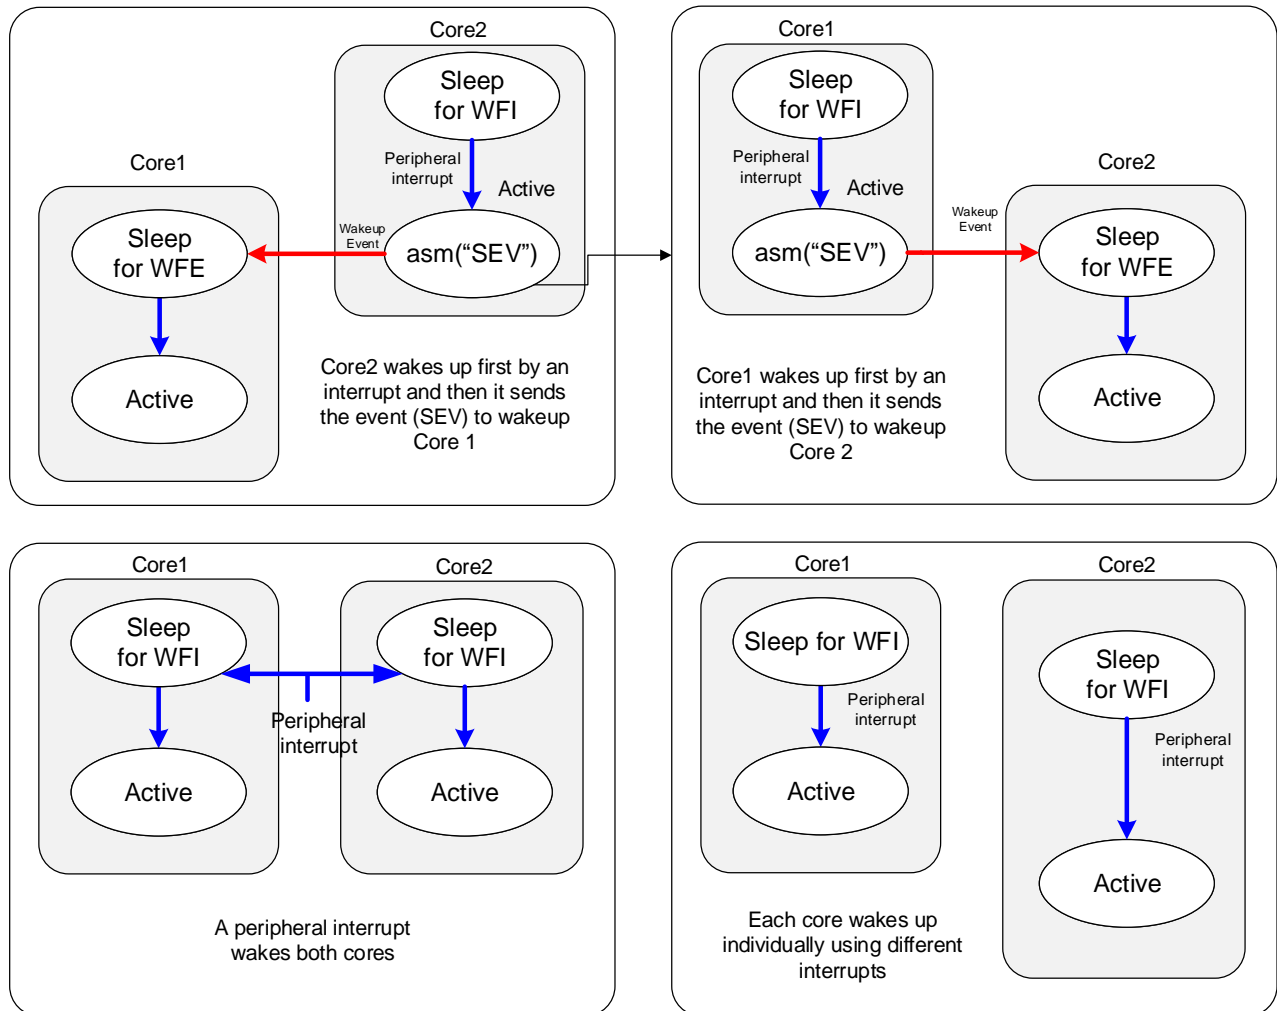 Core2
Sleep
for WFI
Peripheral
interrupt
Active
asm("SEV")
Core1
Sleep
for WFE
Wakeup
Event
Active
Core2 wakes up first by an
interrupt and then it sends
the event (SEV) to wakeup
Core 1
Core1
Sleep
for WFI
Peripheral
interrupt
Active
asm("SEV")
Wakeup
Event
Core2
Sleep
for WFE
Active
Core1 wakes up first by an
interrupt and then it sends
the event (SEV) to wakeup
Core 2
Core1
Sleep
for WFI
Active
Core2
Sleep
for WFI
Peripheral
interrupt
Active
A peripheral interrupt
wakes both cores
Core1
Sleep for WFI
Peripheral
interrupt
Active
Core2
Sleep
for WFI
Peripheral
interrupt
Active
Each core wakes up
individually using different
interrupts